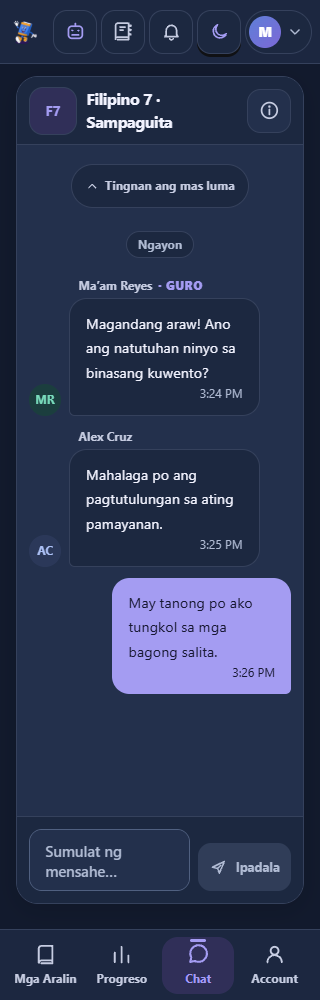 M
F7
Filipino 7 ·
Sampaguita
Tingnan ang mas luma
Ngayon
Ma'am Reyes · GURO
Magandang araw! Ano
ang natutuhan ninyo sa
binasang kuwento?
3:24 PM
MR
Alex Cruz
Mahalaga po ang
pagtutulungan sa ating
pamayanan.
3:25 PM
AC
May tanong po ako
tungkol sa mga
bagong salita.
3:26 PM
Sumulat ng
mensahe...
Ipadala
Mga Aralin
Progreso
Chat
Account